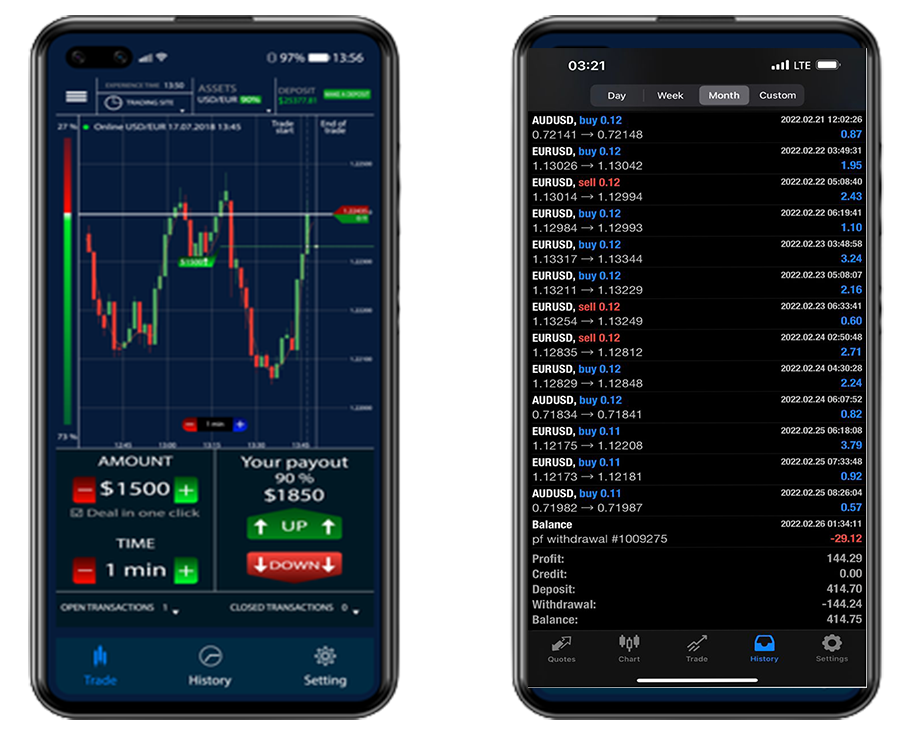 97% 13:56
EXPERIENCE TIME 13:50
TRADING SITE
ASSETS
USD/EUR 90%
DEPOSIT
$25377.81
MAKE A DEPOSIT
27 %
Online USD/EUR 17.07.2018 13:45
Trade
start
End of
trade
1.22500
1.22300
1.22200
1.22100
1.22000
$1500
1 min
73 %
12:45 13:00 13:15 13:30 13:45
AMOUNT
− $1500 +
Deal in one click
TIME
− 1 min +
Your payout
90 %
$1850
UP
DOWN
OPEN TRANSACTIONS 1
CLOSED TRANSACTIONS 0
Trade History Setting
03:21 LTE
Day Week Month Custom
AUDUSD, buy 0.12 2022.02.21 12:02:26
0.72141 → 0.72148 0.87
EURUSD, buy 0.12 2022.02.22 03:49:31
1.13026 → 1.13042 1.95
EURUSD, sell 0.12 2022.02.22 05:08:40
1.13014 → 1.12994 2.43
EURUSD, buy 0.12 2022.02.22 06:19:41
1.12984 → 1.12993 1.10
EURUSD, buy 0.12 2022.02.23 03:48:58
1.13317 → 1.13344 3.24
EURUSD, buy 0.12 2022.02.23 05:08:07
1.13211 → 1.13229 2.16
EURUSD, sell 0.12 2022.02.23 06:33:41
1.13254 → 1.13249 0.60
EURUSD, sell 0.12 2022.02.24 02:50:48
1.12835 → 1.12812 2.71
EURUSD, buy 0.12 2022.02.24 04:30:28
1.12829 → 1.12848 2.24
AUDUSD, buy 0.12 2022.02.24 06:07:52
0.71834 → 0.71841 0.82
EURUSD, buy 0.11 2022.02.25 06:18:08
1.12175 → 1.12208 3.79
EURUSD, buy 0.11 2022.02.25 07:33:48
1.12173 → 1.12181 0.92
AUDUSD, buy 0.11 2022.02.25 08:26:04
0.71982 → 0.71987 0.57
Balance 2022.02.26 01:34:11
pf withdrawal #1009275 -29.12
Profit: 144.29
Credit: 0.00
Deposit: 414.70
Withdrawal: -144.24
Balance: 414.75
Quotes Chart Trade History Settings